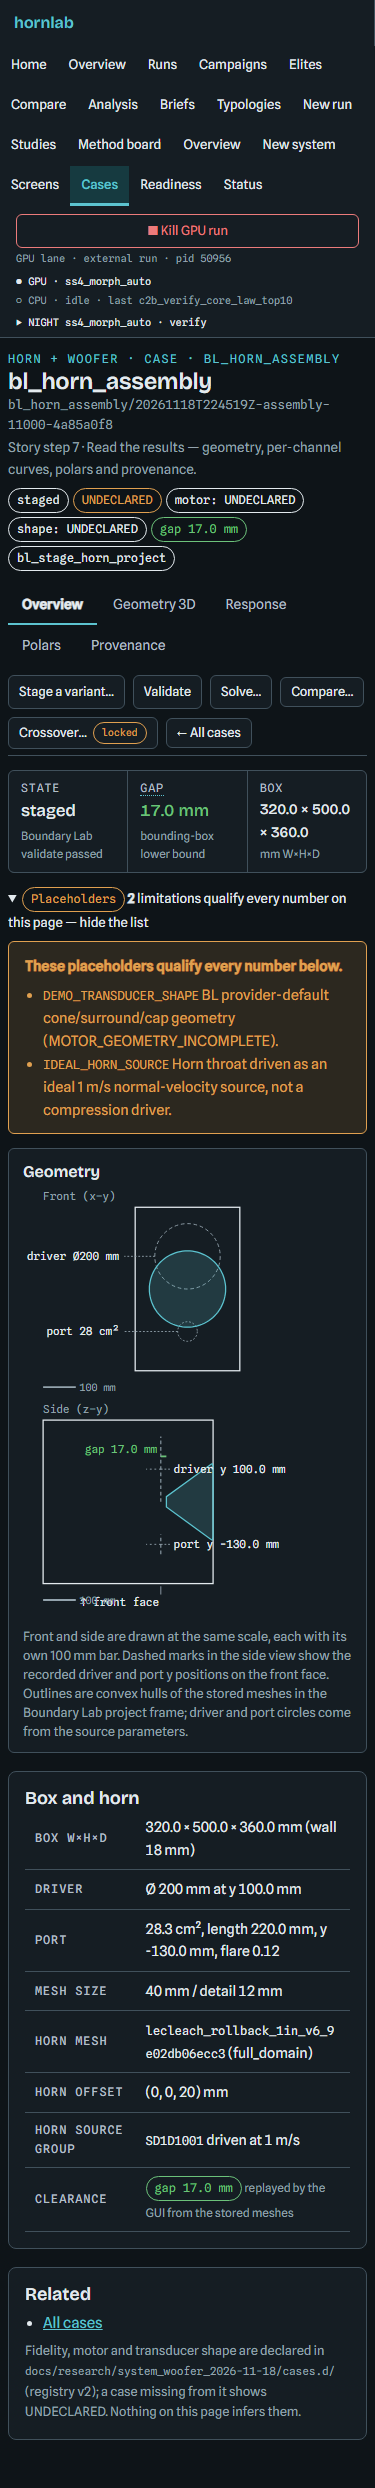 hornlab
Home Overview Runs Campaigns Elites
Compare Analysis Briefs Typologies New run
Studies Method board Overview New system
Screens Cases Readiness Status
Kill GPU run
GPU lane · external run · pid 50956
● GPU · ss4_morph_auto
○ CPU · idle · last c2b_verify_core_law_top10
▶ NIGHT ss4_morph_auto · verify
HORN + WOOFER · CASE · BL_HORN_ASSEMBLY
bl_horn_assembly
bl_horn_assembly/20261118T224519Z-assembly-
11000-4a85a0f8
Story step 7 · Read the results — geometry, per-channel
curves, polars and provenance.
staged UNDECLARED motor: UNDECLARED
shape: UNDECLARED gap 17.0 mm
bl_stage_horn_project
Overview Geometry 3D Response
Polars Provenance
Stage a variant... Validate Solve... Compare...
Crossover... locked ← All cases
STATE GAP BOX
staged 17.0 mm 320.0 × 500.0
× 360.0
Boundary Lab bounding-box mm W×H×D
validate passed lower bound
▼ Placeholders 2 limitations qualify every number on
this page — hide the list
These placeholders qualify every number below.
• DEMO_TRANSDUCER_SHAPE BL provider-default
cone/surround/cap geometry
(MOTOR_GEOMETRY_INCOMPLETE).
• IDEAL_HORN_SOURCE Horn throat driven as an
ideal 1 m/s normal-velocity source, not a
compression driver.
Geometry
Front (x-y)
driver Ø200 mm
port 28 cm²
100 mm
Side (z-y)
gap 17.0 mm
driver y 100.0 mm
port y -130.0 mm
100 mm
↑ front face
Front and side are drawn at the same scale, each with its
own 100 mm bar. Dashed marks in the side view show the
recorded driver and port y positions on the front face.
Outlines are convex hulls of the stored meshes in the
Boundary Lab project frame; driver and port circles come
from the source parameters.
Box and horn
BOX W×H×D 320.0 × 500.0 × 360.0 mm (wall
18 mm)
DRIVER Ø 200 mm at y 100.0 mm
PORT 28.3 cm², length 220.0 mm, y
-130.0 mm, flare 0.12
MESH SIZE 40 mm / detail 12 mm
HORN MESH lecleach_rollback_1in_v6_9
e02db06ecc3 (full_domain)
HORN OFFSET (0, 0, 20) mm
HORN SOURCE
GROUP SD1D1001 driven at 1 m/s
CLEARANCE gap 17.0 mm replayed by the
GUI from the stored meshes
Related
• All cases
Fidelity, motor and transducer shape are declared in
docs/research/system_woofer_2026-11-18/cases.d/
(registry v2); a case missing from it shows
UNDECLARED. Nothing on this page infers them.